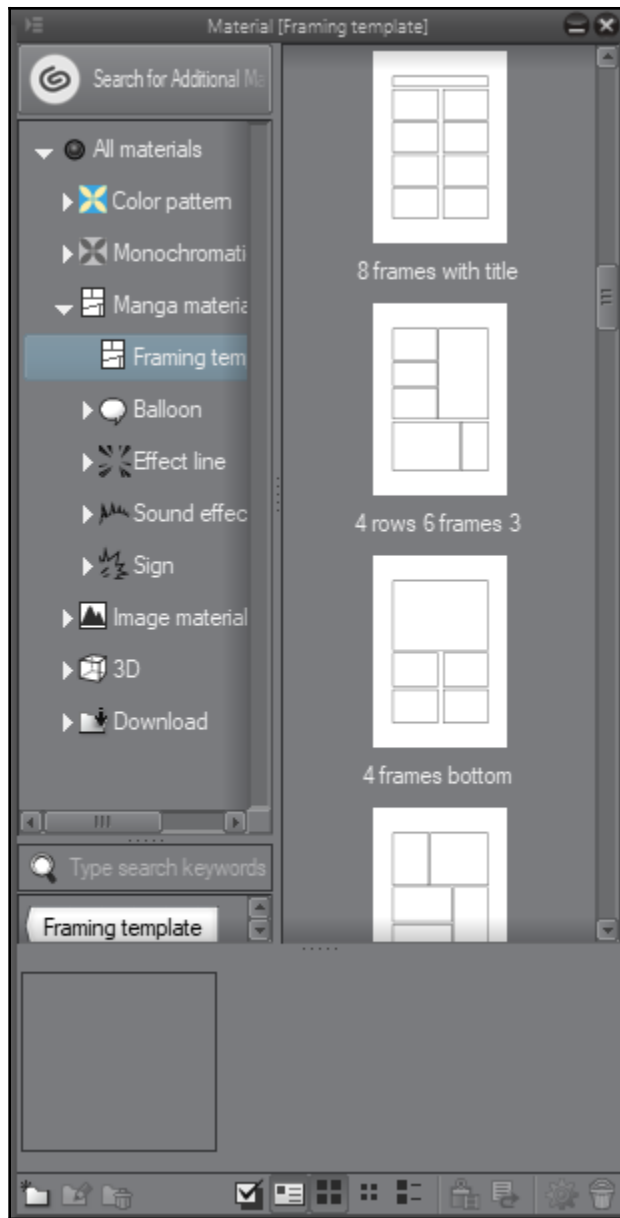 Material [Framing template]
Search for Additional Ma
All materials
Color pattern
Monochromati
Manga materia
Framing tem
Balloon
Effect line
Sound effec
Sign
Image material
3D
Download
Type search keywords
Framing template
8 frames with title
4 rows 6 frames 3
4 frames bottom